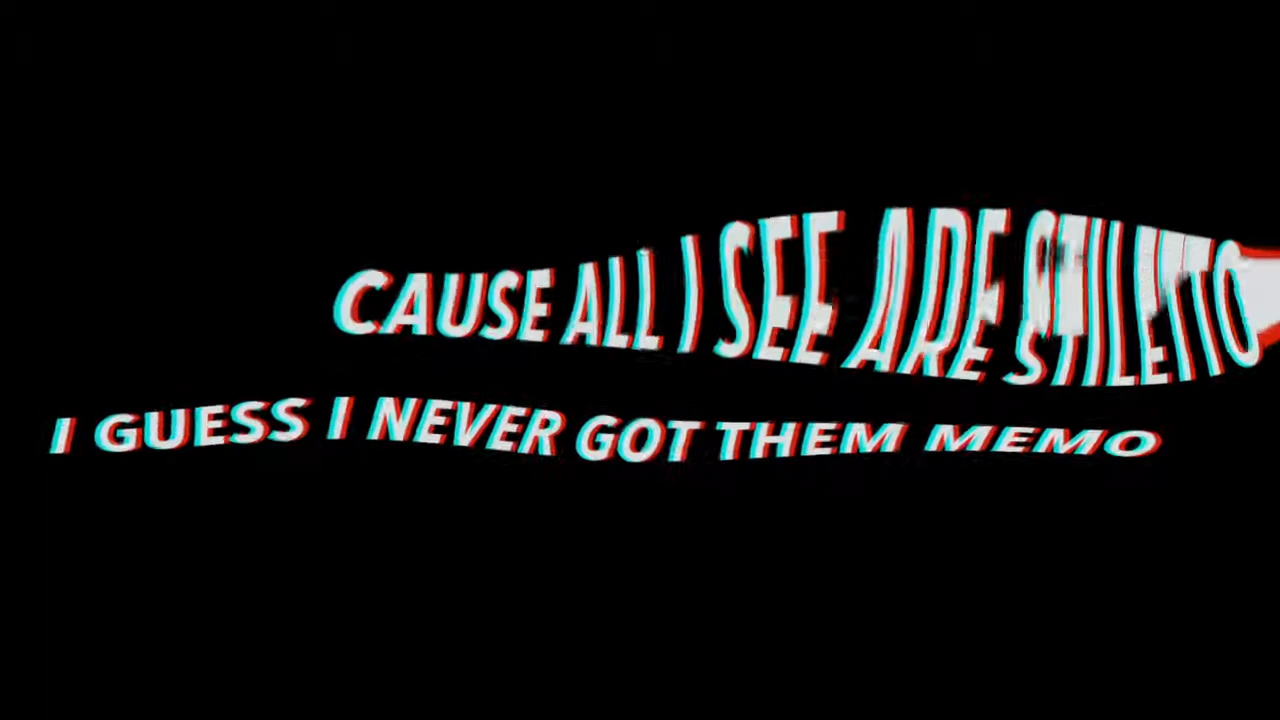 CAUSE ALL I SEE ARE STILETTO
I GUESS I NEVER GOT THEM MEMO